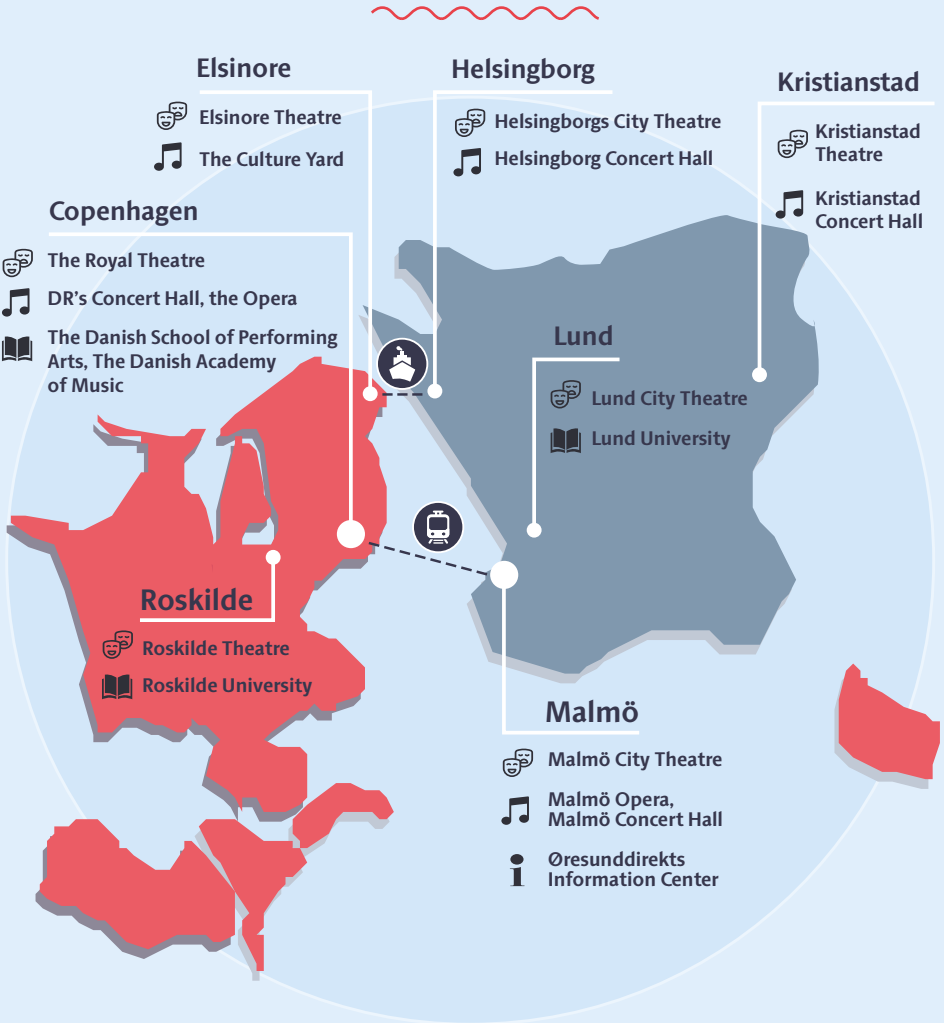 Elsinore
Elsinore Theatre
The Culture Yard
Helsingborg
Helsingborgs City Theatre
Helsingborg Concert Hall
Kristianstad
Kristianstad
Theatre
Kristianstad
Concert Hall
Copenhagen
The Royal Theatre
DR's Concert Hall, the Opera
The Danish School of Performing
Arts, The Danish Academy
of Music
Lund
Lund City Theatre
Lund University
Roskilde
Roskilde Theatre
Roskilde University
Malmö
Malmö City Theatre
Malmö Opera,
Malmö Concert Hall
Øresunddirekts
Information Center